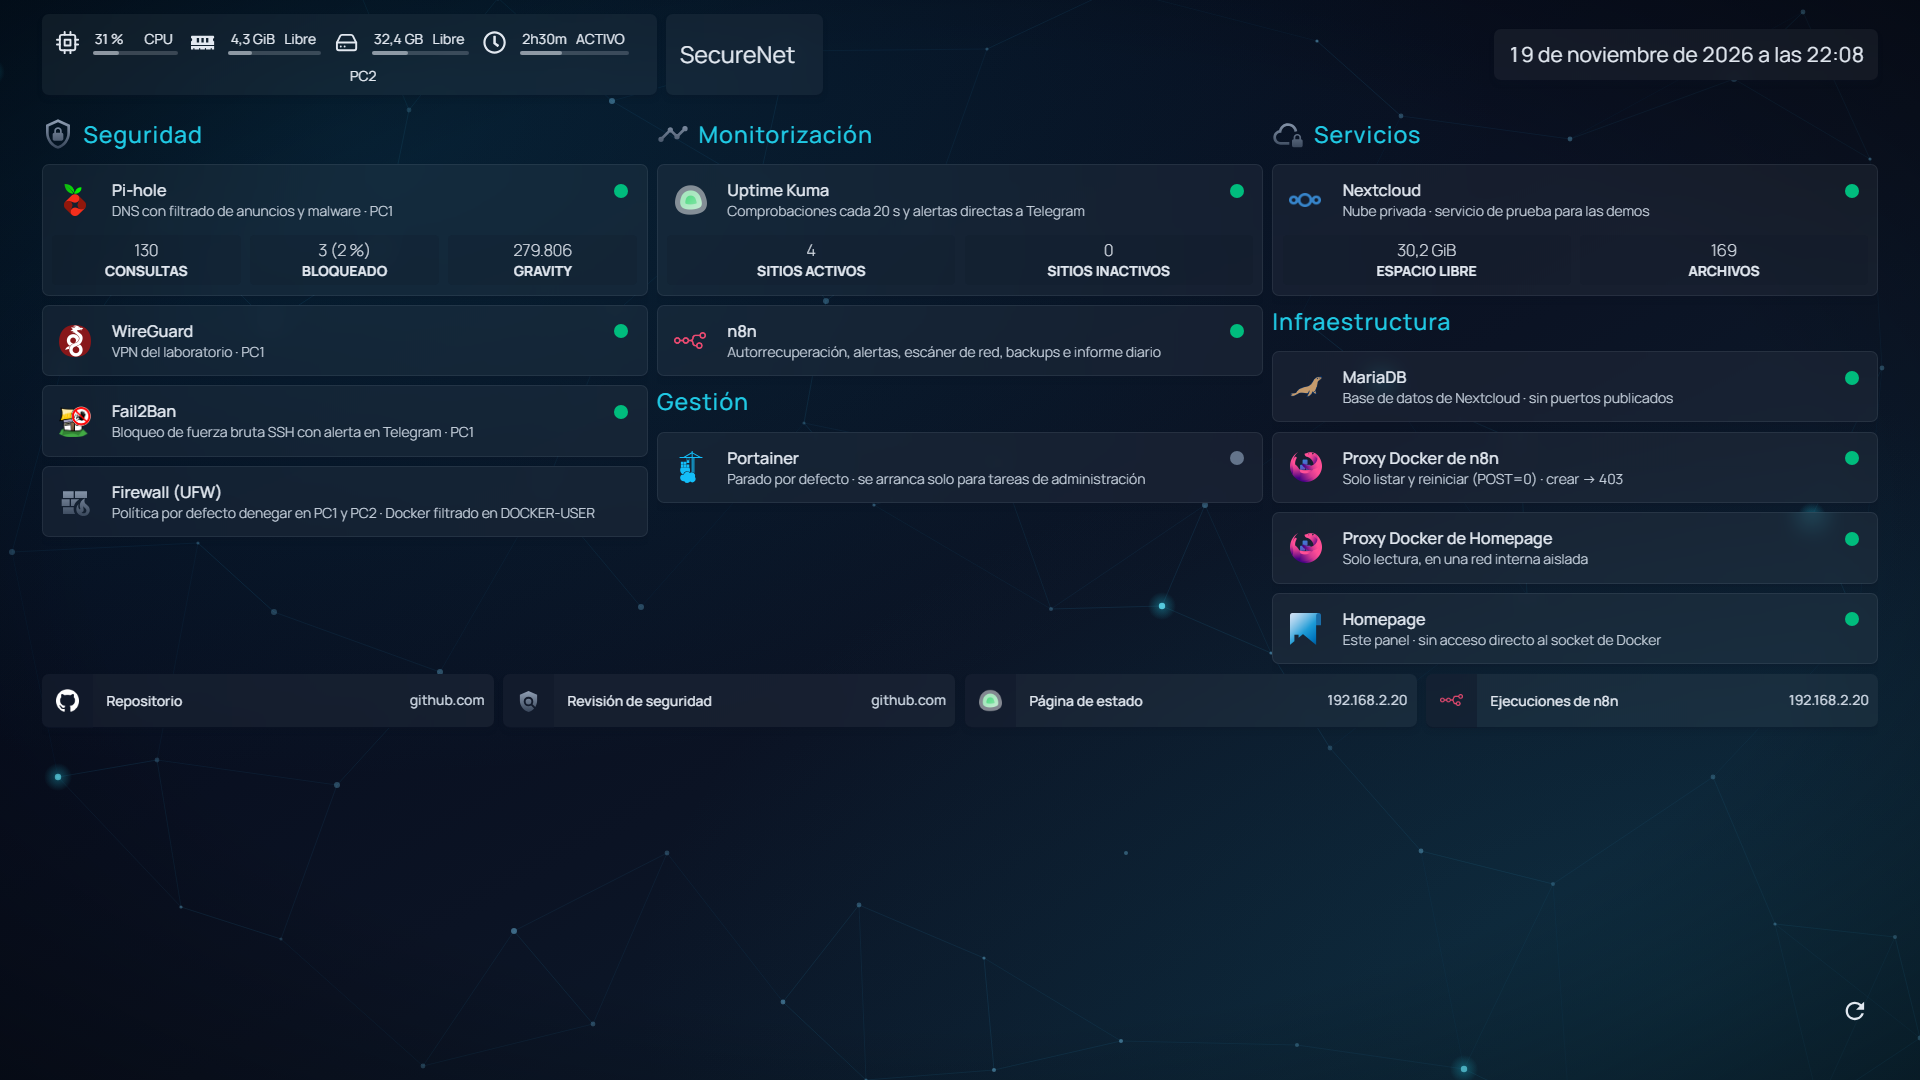 31 % CPU
4,3 GiB Libre
32,4 GB Libre
2h30m ACTIVO
PC2
SecureNet
19 de noviembre de 2026 a las 22:08
Seguridad
Pi-hole
DNS con filtrado de anuncios y malware · PC1
130
CONSULTAS
3 (2 %)
BLOQUEADO
279.806
GRAVITY
WireGuard
VPN del laboratorio · PC1
Fail2Ban
Bloqueo de fuerza bruta SSH con alerta en Telegram · PC1
Firewall (UFW)
Política por defecto denegar en PC1 y PC2 · Docker filtrado en DOCKER-USER
Monitorización
Uptime Kuma
Comprobaciones cada 20 s y alertas directas a Telegram
4
SITIOS ACTIVOS
0
SITIOS INACTIVOS
n8n
Autorrecuperación, alertas, escáner de red, backups e informe diario
Gestión
Portainer
Parado por defecto · se arranca solo para tareas de administración
Servicios
Nextcloud
Nube privada · servicio de prueba para las demos
30,2 GiB
ESPACIO LIBRE
169
ARCHIVOS
Infraestructura
MariaDB
Base de datos de Nextcloud · sin puertos publicados
Proxy Docker de n8n
Solo listar y reiniciar (POST=0) · crear → 403
Proxy Docker de Homepage
Solo lectura, en una red interna aislada
Homepage
Este panel · sin acceso directo al socket de Docker
Repositorio github.com
Revisión de seguridad github.com
Página de estado 192.168.2.20
Ejecuciones de n8n 192.168.2.20